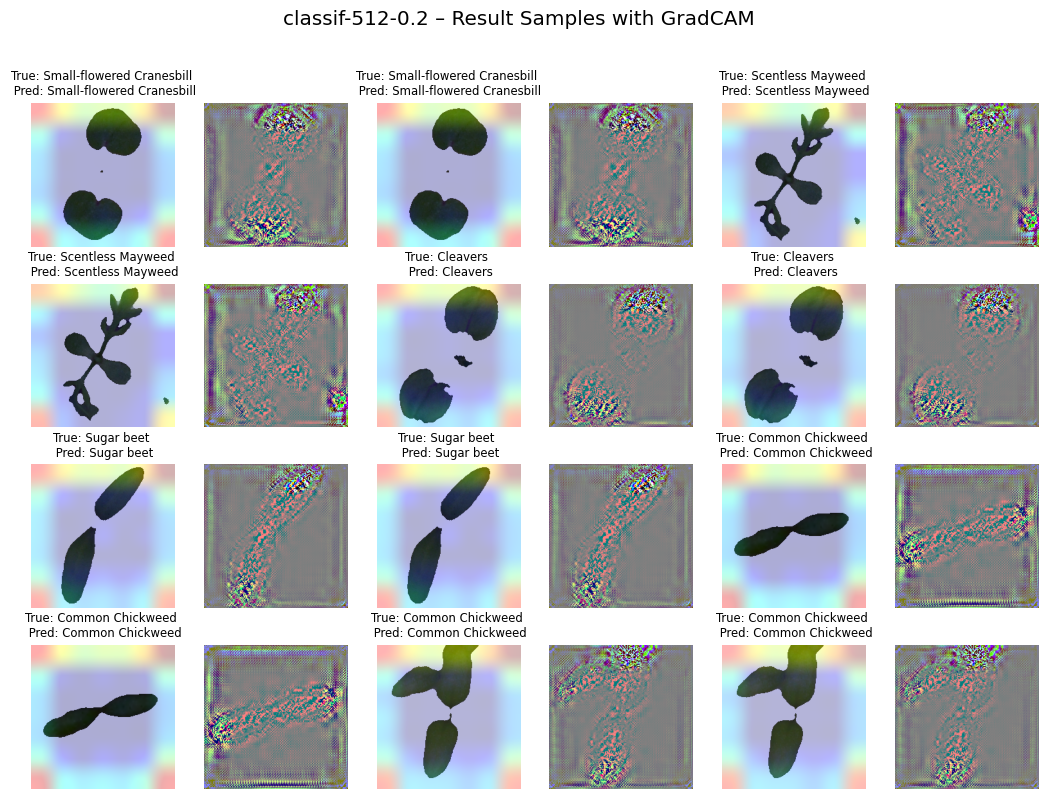 classif-512-0.2 – Result Samples with GradCAM
True: Small-flowered Cranesbill
Pred: Small-flowered Cranesbill
True: Small-flowered Cranesbill
Pred: Small-flowered Cranesbill
True: Scentless Mayweed
Pred: Scentless Mayweed
True: Scentless Mayweed
Pred: Scentless Mayweed
True: Cleavers
Pred: Cleavers
True: Cleavers
Pred: Cleavers
True: Sugar beet
Pred: Sugar beet
True: Sugar beet
Pred: Sugar beet
True: Common Chickweed
Pred: Common Chickweed
True: Common Chickweed
Pred: Common Chickweed
True: Common Chickweed
Pred: Common Chickweed
True: Common Chickweed
Pred: Common Chickweed